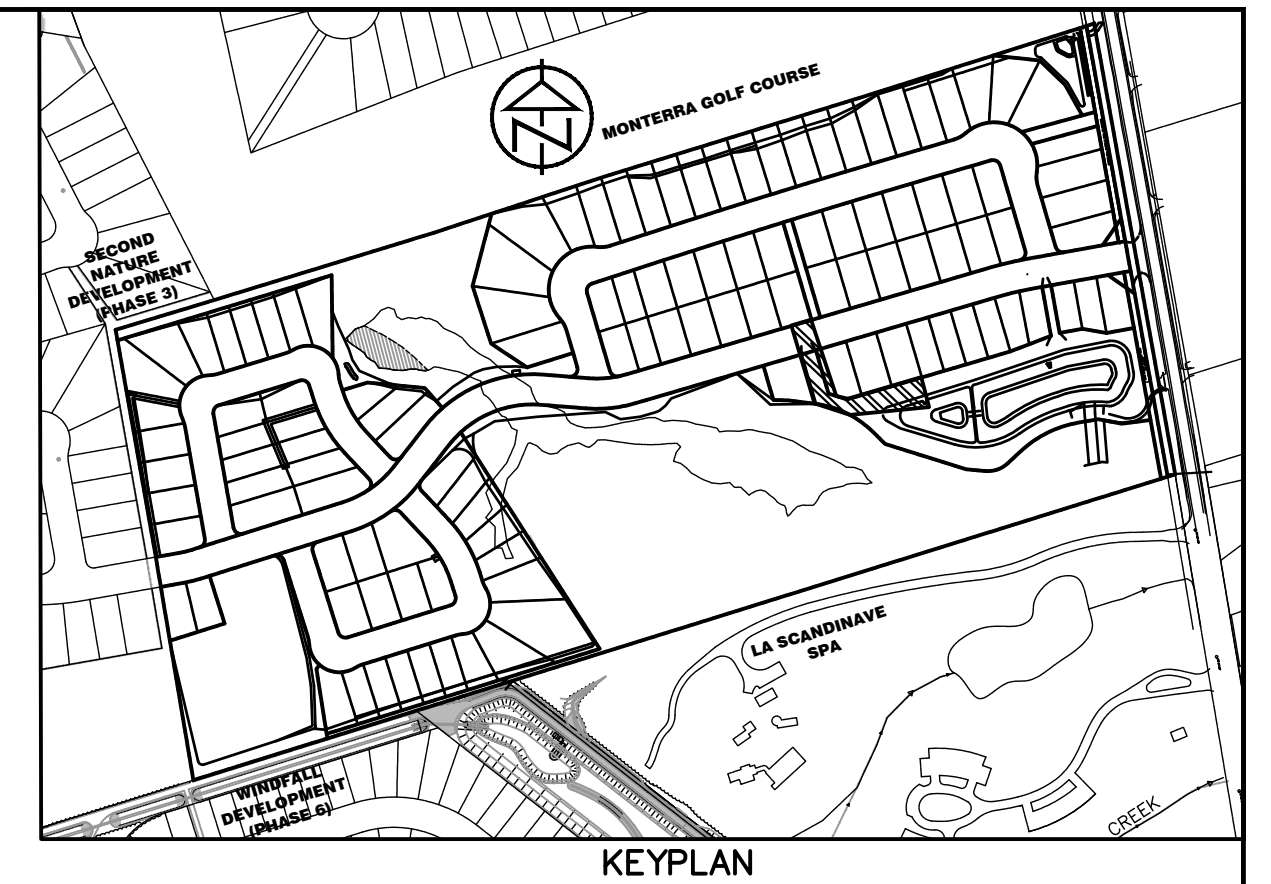 N
MONTERRA GOLF COURSE
SECOND
NATURE
DEVELOPMENT
(PHASE 3)
LA SCANDINAVE
SPA
WINDFALL
DEVELOPMENT
(PHASE 6)
CREEK
KEYPLAN